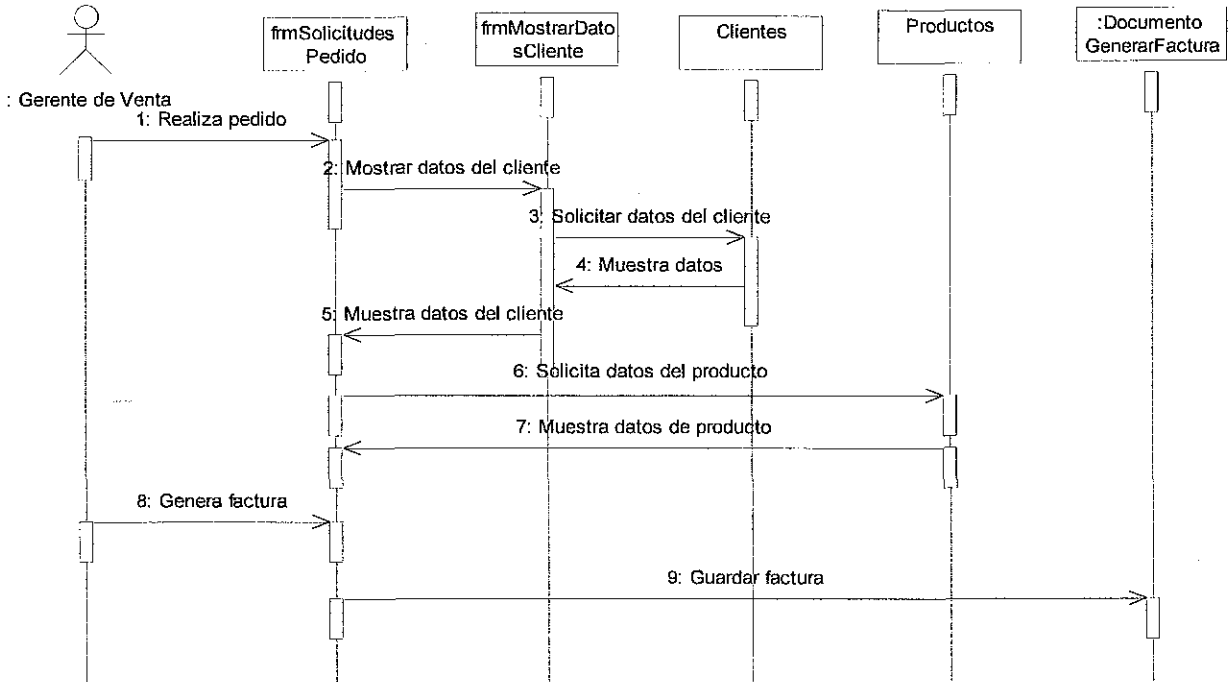 frmSolicitudes
Pedido
frmMostrarDato
sCliente
Clientes
Productos
:Documento
GenerarFactura
: Gerente de Venta
1: Realiza pedido
2: Mostrar datos del cliente
3: Solicitar datos del cliente
4: Muestra datos
5: Muestra datos del cliente
6: Solicita datos del producto
7: Muestra datos de producto
8: Genera factura
9: Guardar factura